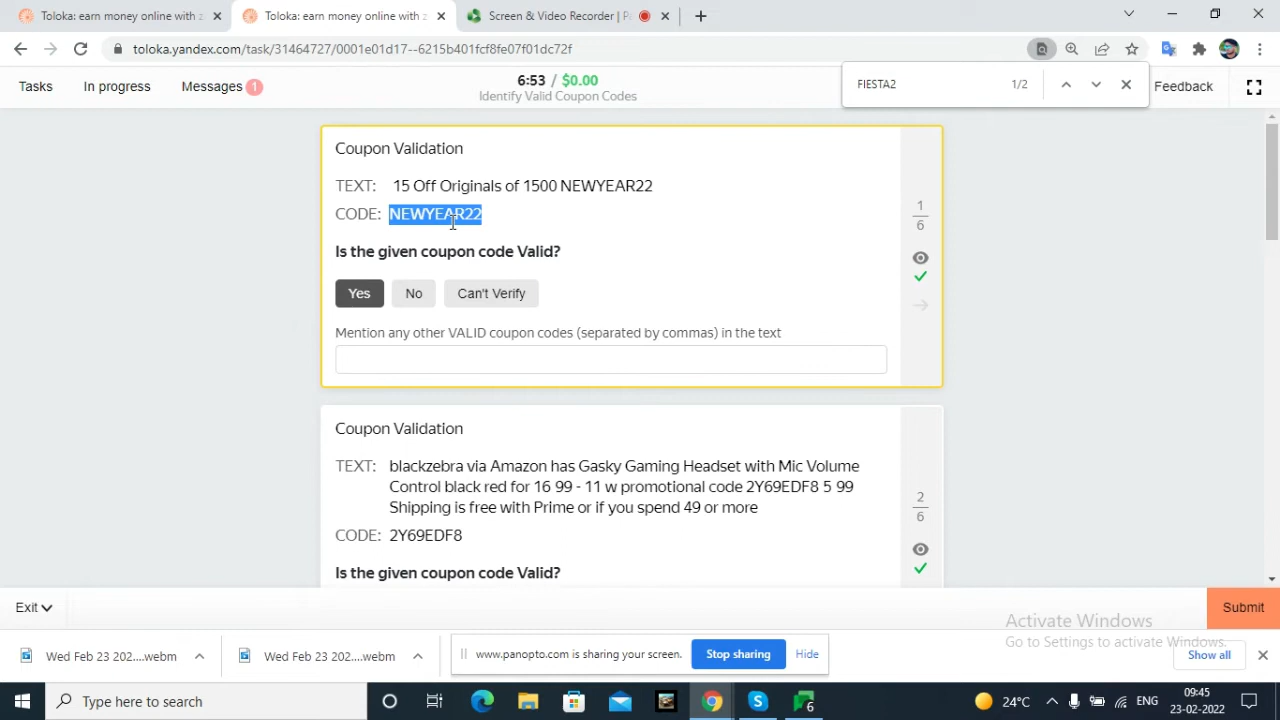 Toloka: earn money online with
Toloka: earn money online with
Screen & Video Recorder | P
toloka.yandex.com/task/31464727/0001e01d17--6215b401fcf8fe07f01dc72f
Tasks
In progress
Messages
1
6:53 / $0.00
Identify Valid Coupon Codes
FIESTA2
1/2
Feedback
Coupon Validation
TEXT: 15 Off Originals of 1500 NEWYEAR22
CODE: NEWYEAR22
Is the given coupon code Valid?
Yes
No
Can't Verify
Mention any other VALID coupon codes (separated by commas) in the text
1
6
Coupon Validation
TEXT: blackzebra via Amazon has Gasky Gaming Headset with Mic Volume
Control black red for 16 99 - 11 w promotional code 2Y69EDF8 5 99
Shipping is free with Prime or if you spend 49 or more
CODE: 2Y69EDF8
Is the given coupon code Valid?
2
6
Exit
Submit
Activate Windows
Go to Settings to activate Windows.
Wed Feb 23 202....webm
Wed Feb 23 202....webm
www.panopto.com is sharing your screen.
Stop sharing
Hide
Show all
Type here to search
6
24°C
ENG
09:45
23-02-2022